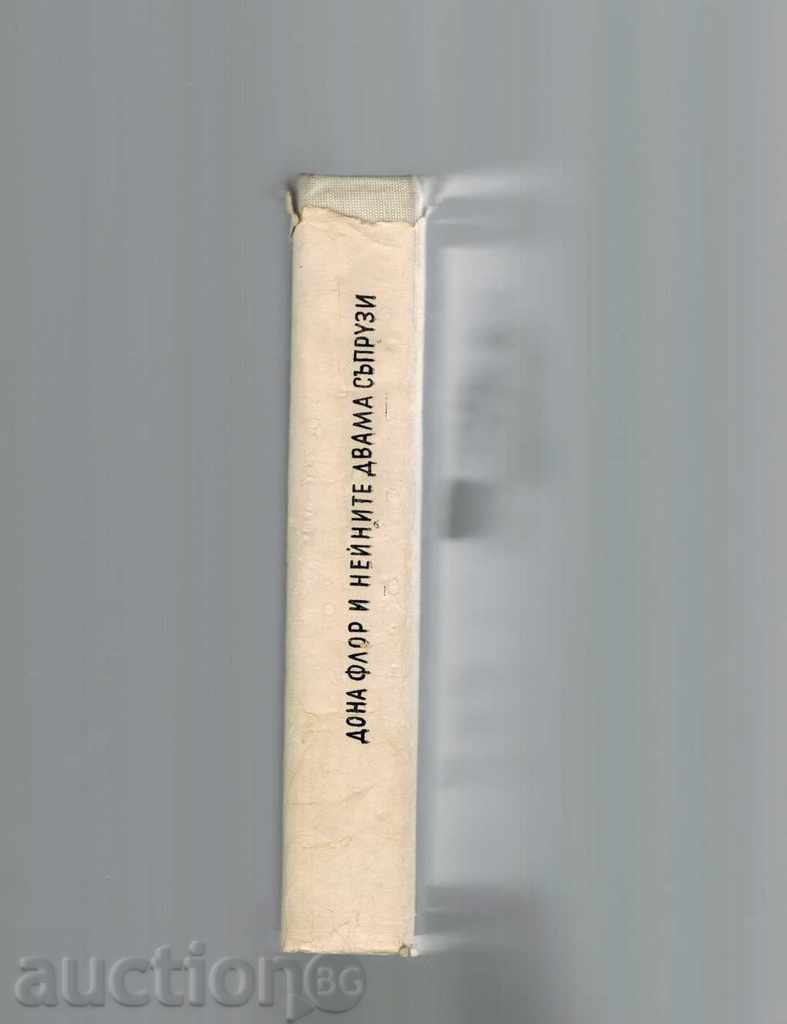 ДОНА ФЛОР И НЕЙНИТЕ ДВАМА СЪПРУЗИ
auctionBG